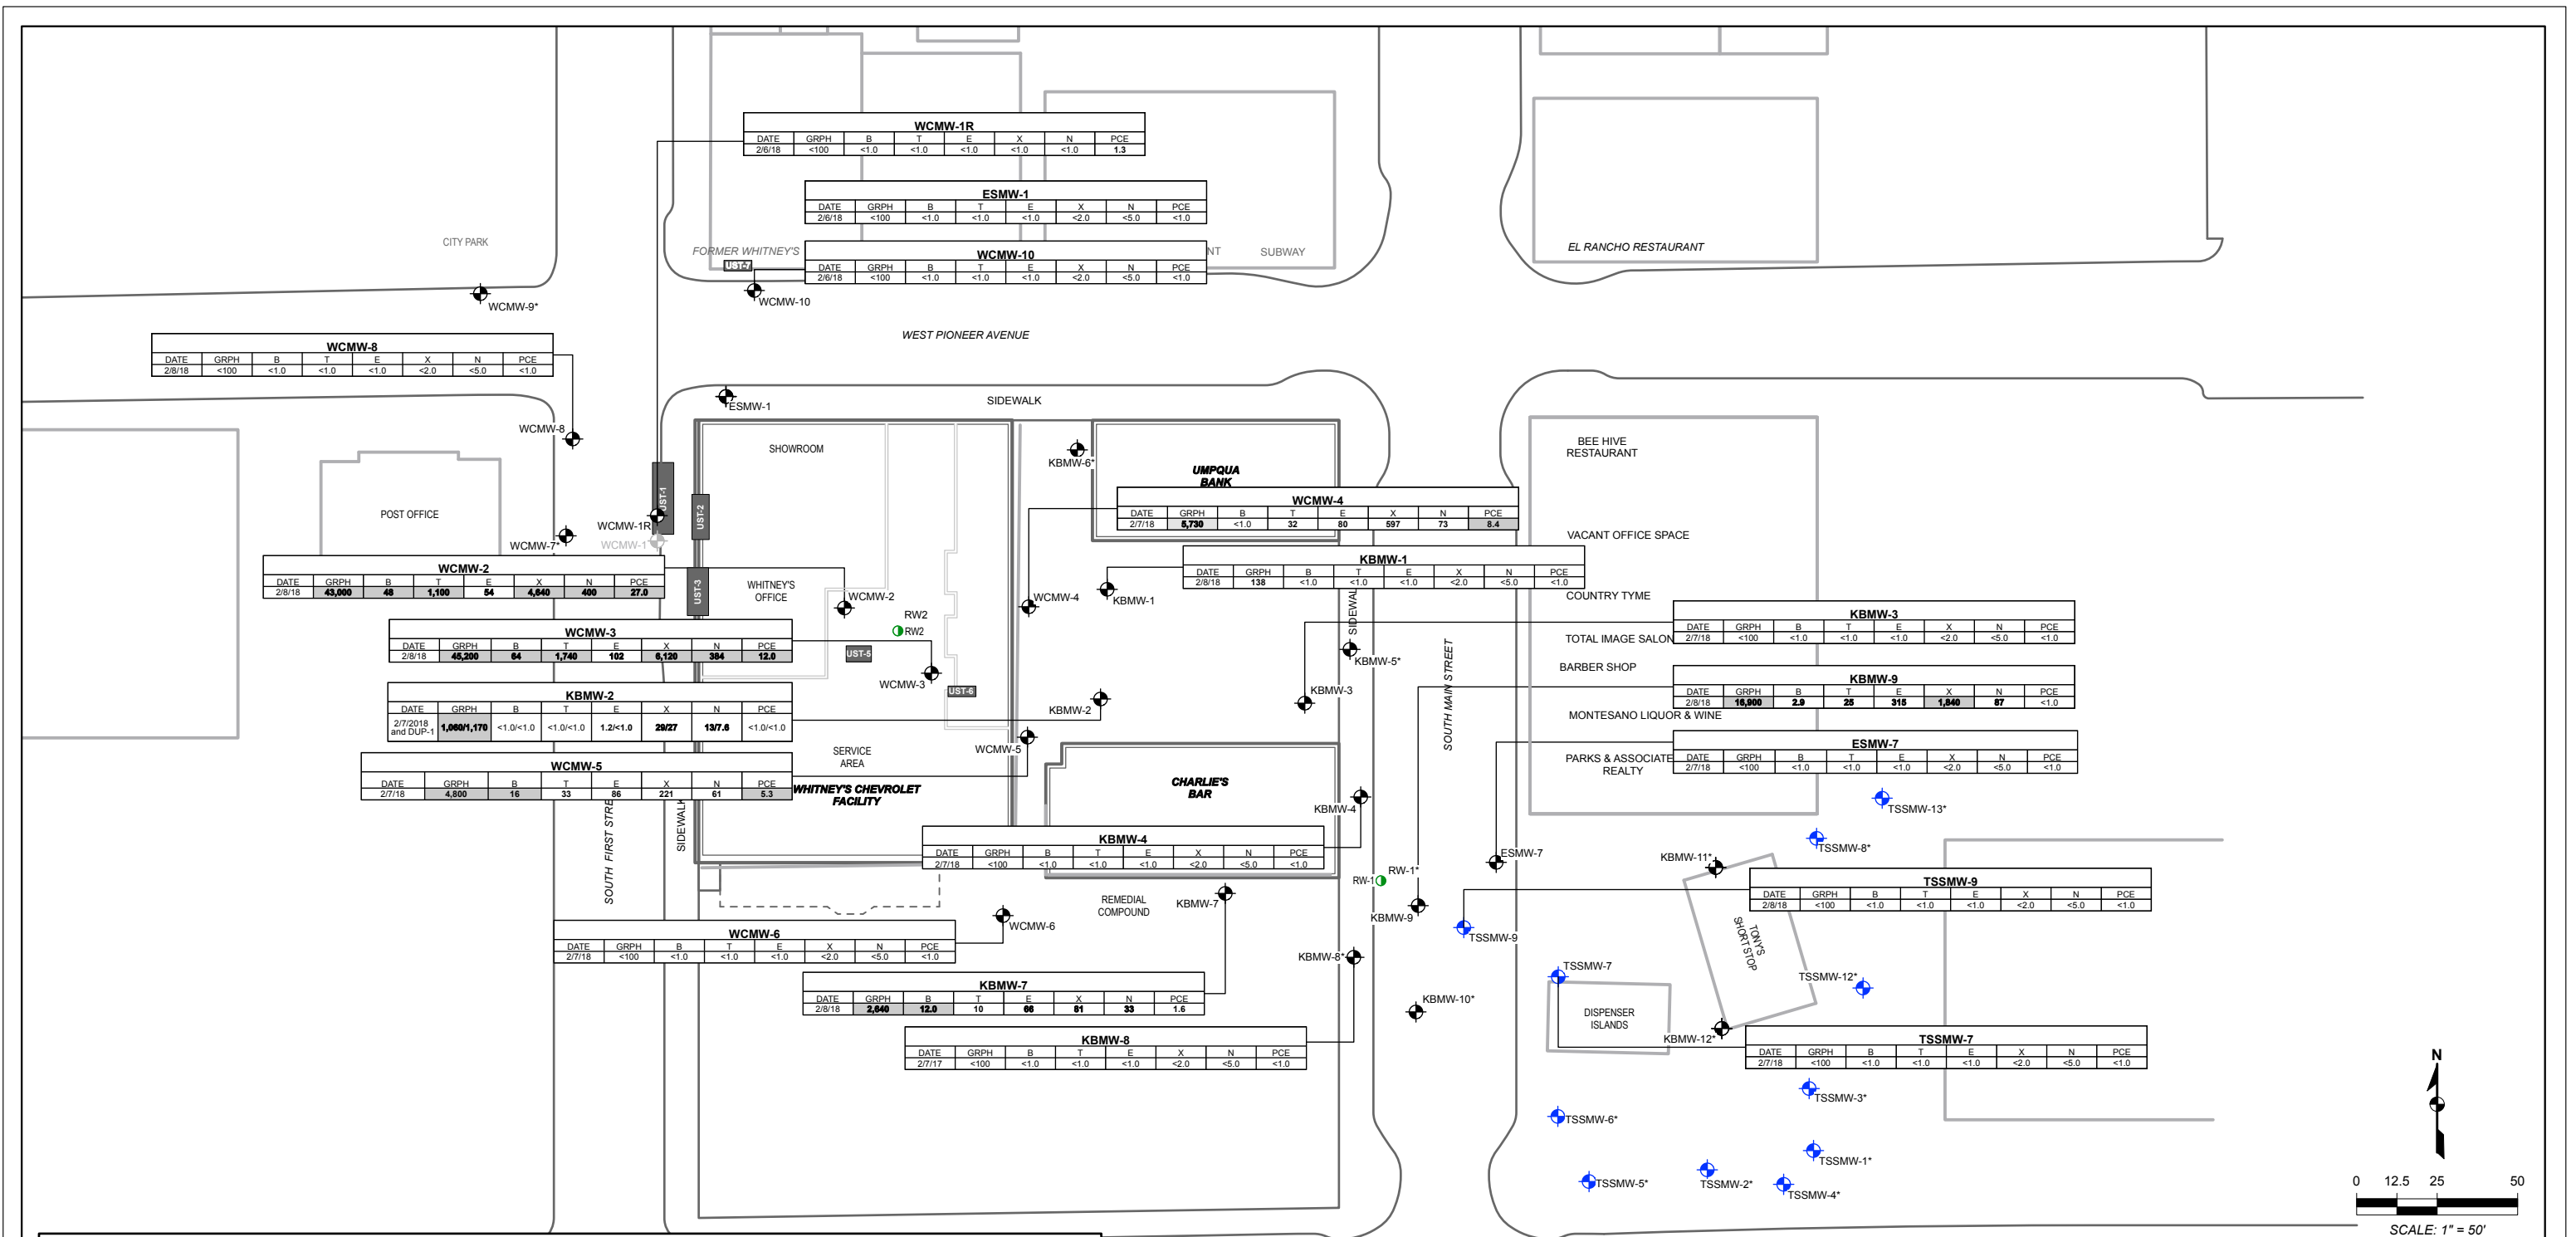 WCMW-1R
DATE GRPH B T E X N PCE
2/6/18 <100 <1.0 <1.0 <1.0 <1.0 <1.0 1.3
ESMW-1
DATE GRPH B T E X N PCE
2/6/18 <100 <1.0 <1.0 <1.0 <2.0 <5.0 <1.0
CITY PARK
FORMER WHITNEY'S
NT
SUBWAY
EL RANCHO RESTAURANT
WCMW-10
DATE GRPH B T E X N PCE
2/6/18 <100 <1.0 <1.0 <1.0 <2.0 <5.0 <1.0
UST-7
WCMW-9*
WCMW-10
WEST PIONEER AVENUE
WCMW-8
DATE GRPH B T E X N PCE
2/8/18 <100 <1.0 <1.0 <1.0 <2.0 <5.0 <1.0
ESMW-1
SIDEWALK
WCMW-8
SHOWROOM
KBMW-6*
UMPQUA
BANK
BEE HIVE
RESTAURANT
UST-1
UST-2
WCMW-4
DATE GRPH B T E X N PCE
2/7/18 5,730 <1.0 32 80 597 73 8.4
POST OFFICE
WCMW-1R
WCMW-7*
WCMW-1
VACANT OFFICE SPACE
WCMW-2
DATE GRPH B T E X N PCE
2/8/18 43,000 48 1,100 54 4,640 400 27.0
UST-3
WHITNEY'S
OFFICE
WCMW-2
RW2
RW2
WCMW-4
KBMW-1
KBMW-1
DATE GRPH B T E X N PCE
2/8/18 138 <1.0 <1.0 <1.0 <2.0 <5.0 <1.0
SIDEWAL
COUNTRY TYME
KBMW-3
DATE GRPH B T E X N PCE
2/7/18 <100 <1.0 <1.0 <1.0 <2.0 <5.0 <1.0
WCMW-3
DATE GRPH B T E X N PCE
2/8/18 45,200 64 1,740 102 6,120 384 12.0
UST-5
WCMW-3
UST-6
KBMW-5*
TOTAL IMAGE SALON
BARBER SHOP
KBMW-9
DATE GRPH B T E X N PCE
2/8/18 16,900 2.9 25 315 1,840 87 <1.0
KBMW-2
DATE GRPH B T E X N PCE
2/7/2018
and DUP-1 1,060/1,170 <1.0/<1.0 <1.0/<1.0 1.2/<1.0 29/27 13/7.6 <1.0/<1.0
KBMW-2
KBMW-3
SOUTH MAIN STREET
MONTESANO LIQUOR & WINE
ESMW-7
DATE GRPH B T E X N PCE
2/7/18 <100 <1.0 <1.0 <1.0 <2.0 <5.0 <1.0
PARKS & ASSOCIATE
REALTY
WCMW-5
SERVICE
AREA
WCMW-5
DATE GRPH B T E X N PCE
2/7/18 4,800 16 33 86 221 61 5.3
WHITNEY'S CHEVROLET
FACILITY
CHARLIE'S
BAR
SOUTH FIRST STRE
SIDEWALK
KBMW-4
TSSMW-13*
KBMW-4
DATE GRPH B T E X N PCE
2/7/18 <100 <1.0 <1.0 <1.0 <2.0 <5.0 <1.0
TSSMW-8*
ESMW-7
KBMW-11*
RW-1*
RW-1
TSSMW-9
DATE GRPH B T E X N PCE
2/8/18 <100 <1.0 <1.0 <1.0 <2.0 <5.0 <1.0
REMEDIAL
COMPOUND
KBMW-7
KBMW-9
WCMW-6
TSSMW-9
TONY'S
SHORT STOP
WCMW-6
DATE GRPH B T E X N PCE
2/7/18 <100 <1.0 <1.0 <1.0 <2.0 <5.0 <1.0
KBMW-8*
TSSMW-7
TSSMW-12*
KBMW-7
DATE GRPH B T E X N PCE
2/8/18 2,640 12.0 10 66 81 33 1.6
KBMW-10*
DISPENSER
ISLANDS
KBMW-12*
KBMW-8
DATE GRPH B T E X N PCE
2/7/17 <100 <1.0 <1.0 <1.0 <2.0 <5.0 <1.0
TSSMW-7
DATE GRPH B T E X N PCE
2/7/18 <100 <1.0 <1.0 <1.0 <2.0 <5.0 <1.0
N
TSSMW-3*
TSSMW-6*
TSSMW-1*
TSSMW-5*
TSSMW-2*
TSSMW-4*
0 12.5 25 50
SCALE: 1" = 50'